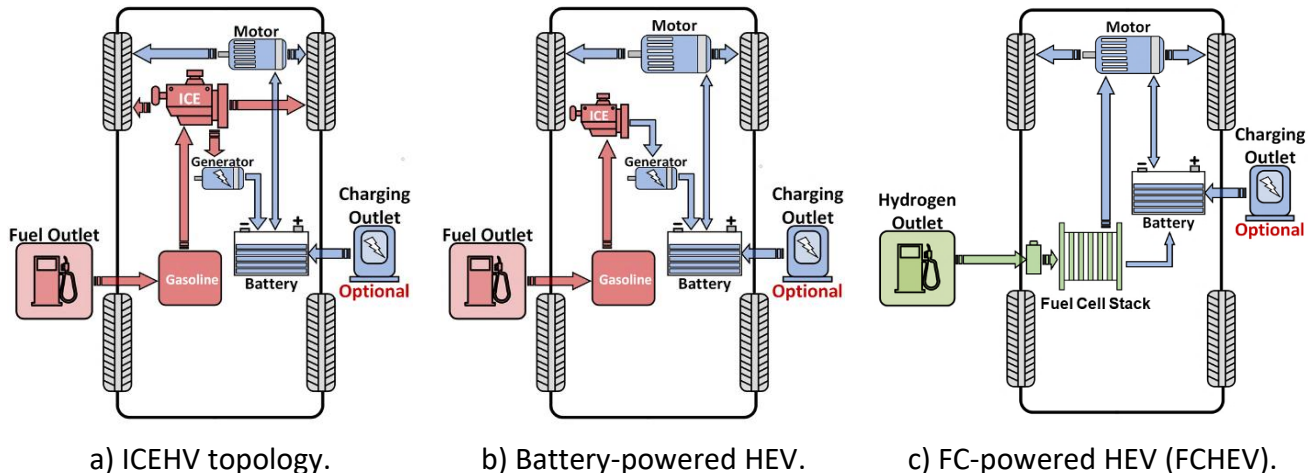 Motor
ICE
Generator
Charging
Outlet
Fuel Outlet
Gasoline
- +
Battery
Optional
a) ICEHV topology.
Motor
ICE
Generator
Charging
Outlet
Fuel Outlet
Gasoline
- +
Battery
Optional
b) Battery-powered HEV.
Motor
Charging
Outlet
- +
Hydrogen
Outlet
Battery
Optional
Fuel Cell Stack
c) FC-powered HEV (FCHEV).